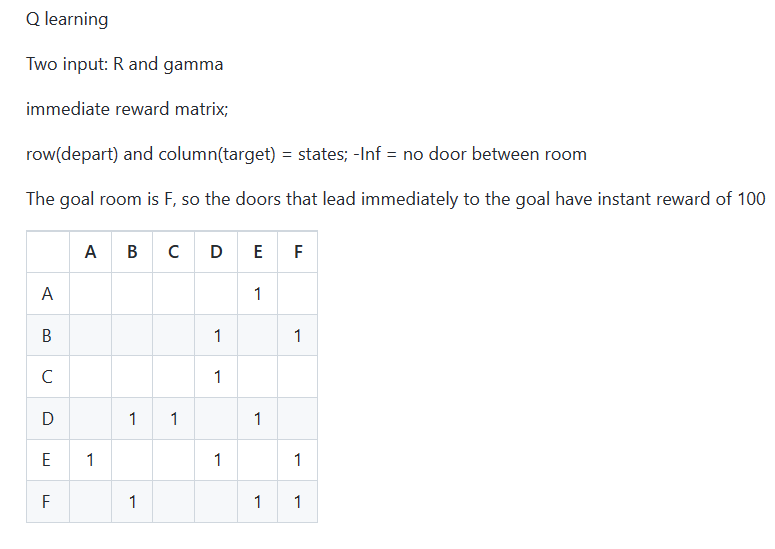 Q learning
Two input: R and gamma
immediate reward matrix;
row(depart) and column(target) = states; -Inf = no door between room
The goal room is F, so the doors that lead immediately to the goal have instant reward of 100
A B C D E F
A 1
B 1 1
C 1
D 1 1 1
E 1 1 1
F 1 1 1